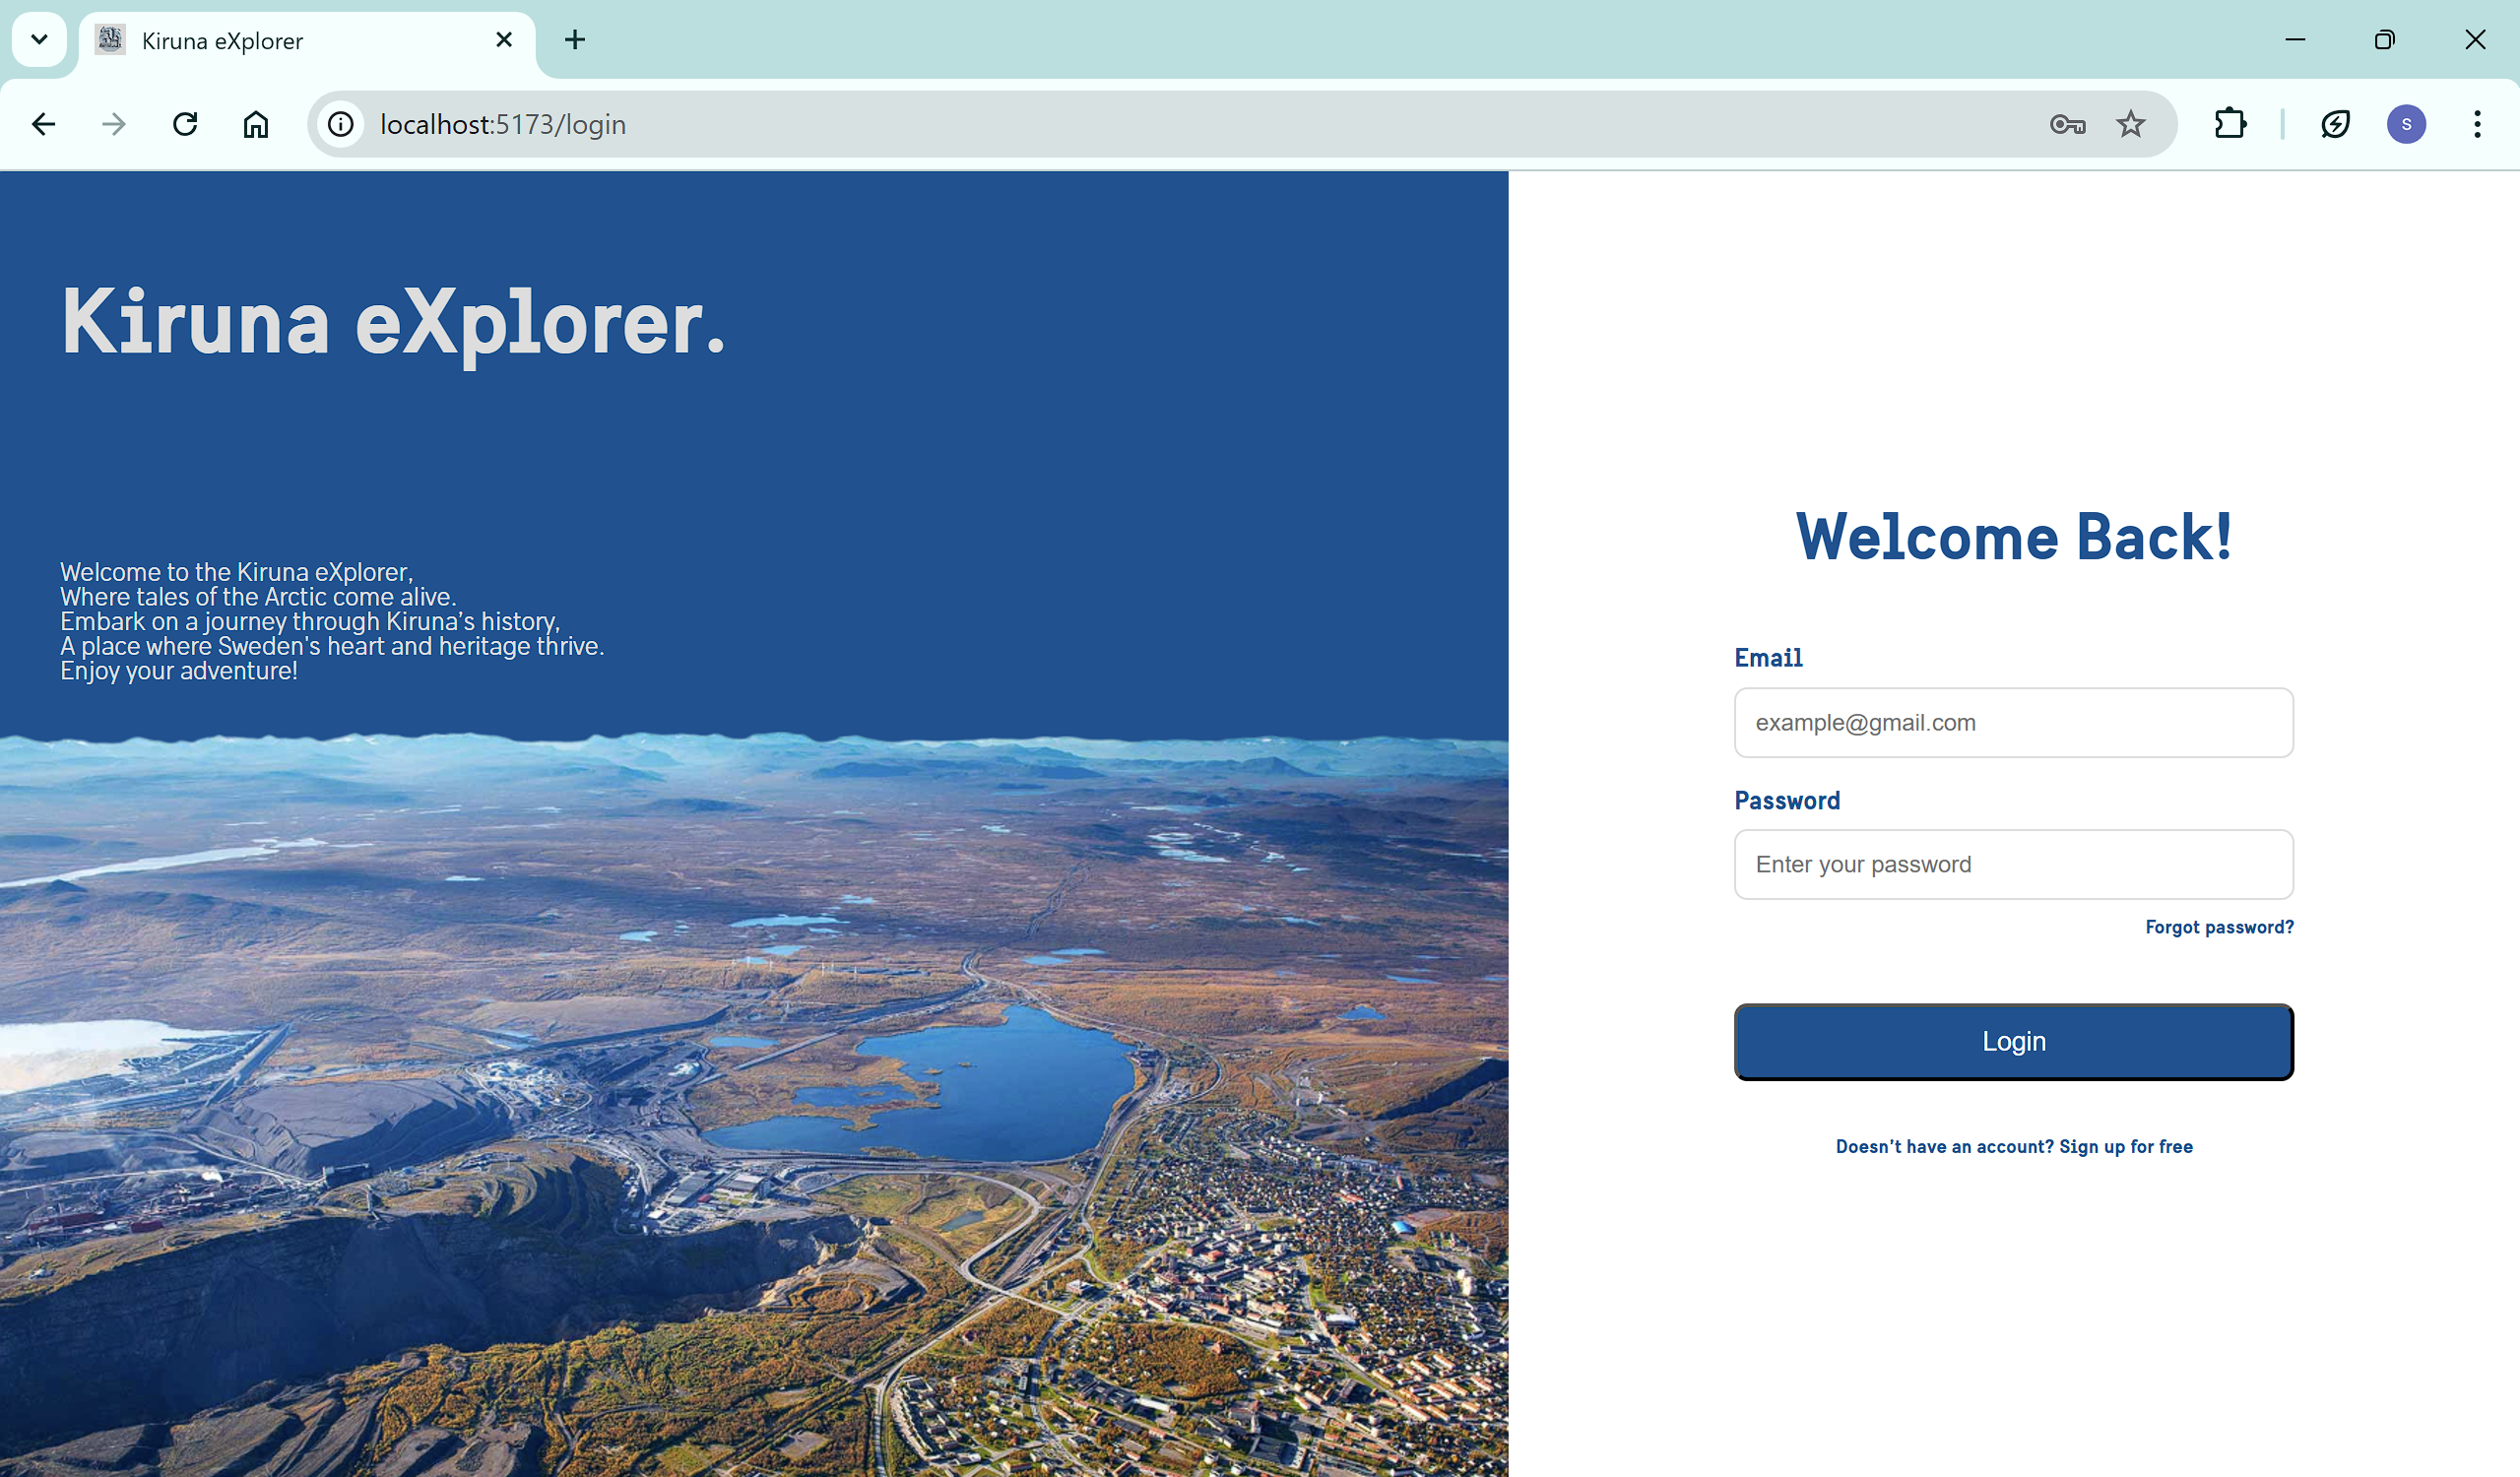 Kiruna eXplorer
localhost:5173/login
S
Kiruna eXplorer.
Welcome to the Kiruna eXplorer,
Where tales of the Arctic come alive.
Embark on a journey through Kiruna’s history,
A place where Sweden's heart and heritage thrive.
Enjoy your adventure!
Welcome Back!
Email
example@gmail.com
Password
Enter your password
Forgot password?
Login
Doesn’t have an account? Sign up for free